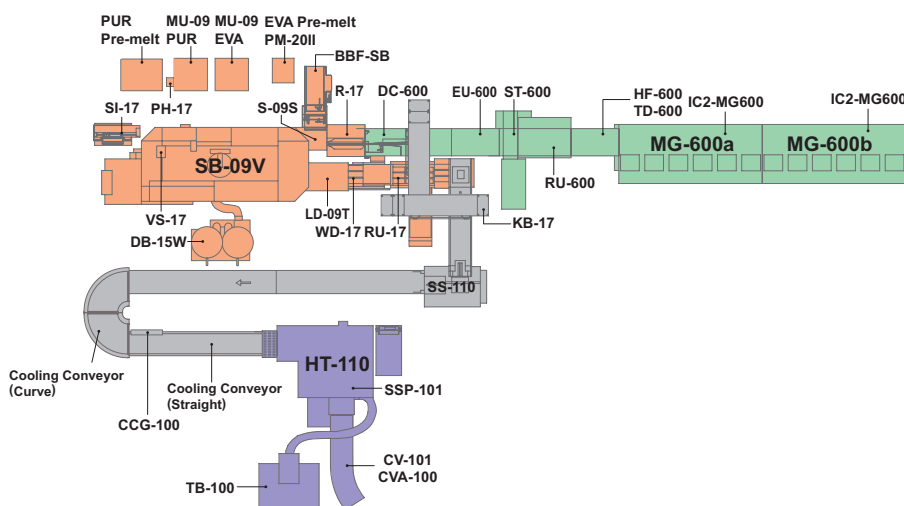 PUR
Pre-melt
MU-09
PUR
MU-09
EVA
EVA Pre-melt
PM-20II
BBF-SB
SI-17
PH-17
S-09S
R-17
DC-600
EU-600
ST-600
HF-600
TD-600
IC2-MG600
IC2-MG600
SB-09V
MG-600a
MG-600b
RU-600
VS-17
LD-09T
WD-17
RU-17
KB-17
DB-15W
SS-110
HT-110
Cooling Conveyor
(Curve)
Cooling Conveyor
(Straight)
SSP-101
CCG-100
CV-101
CVA-100
TB-100